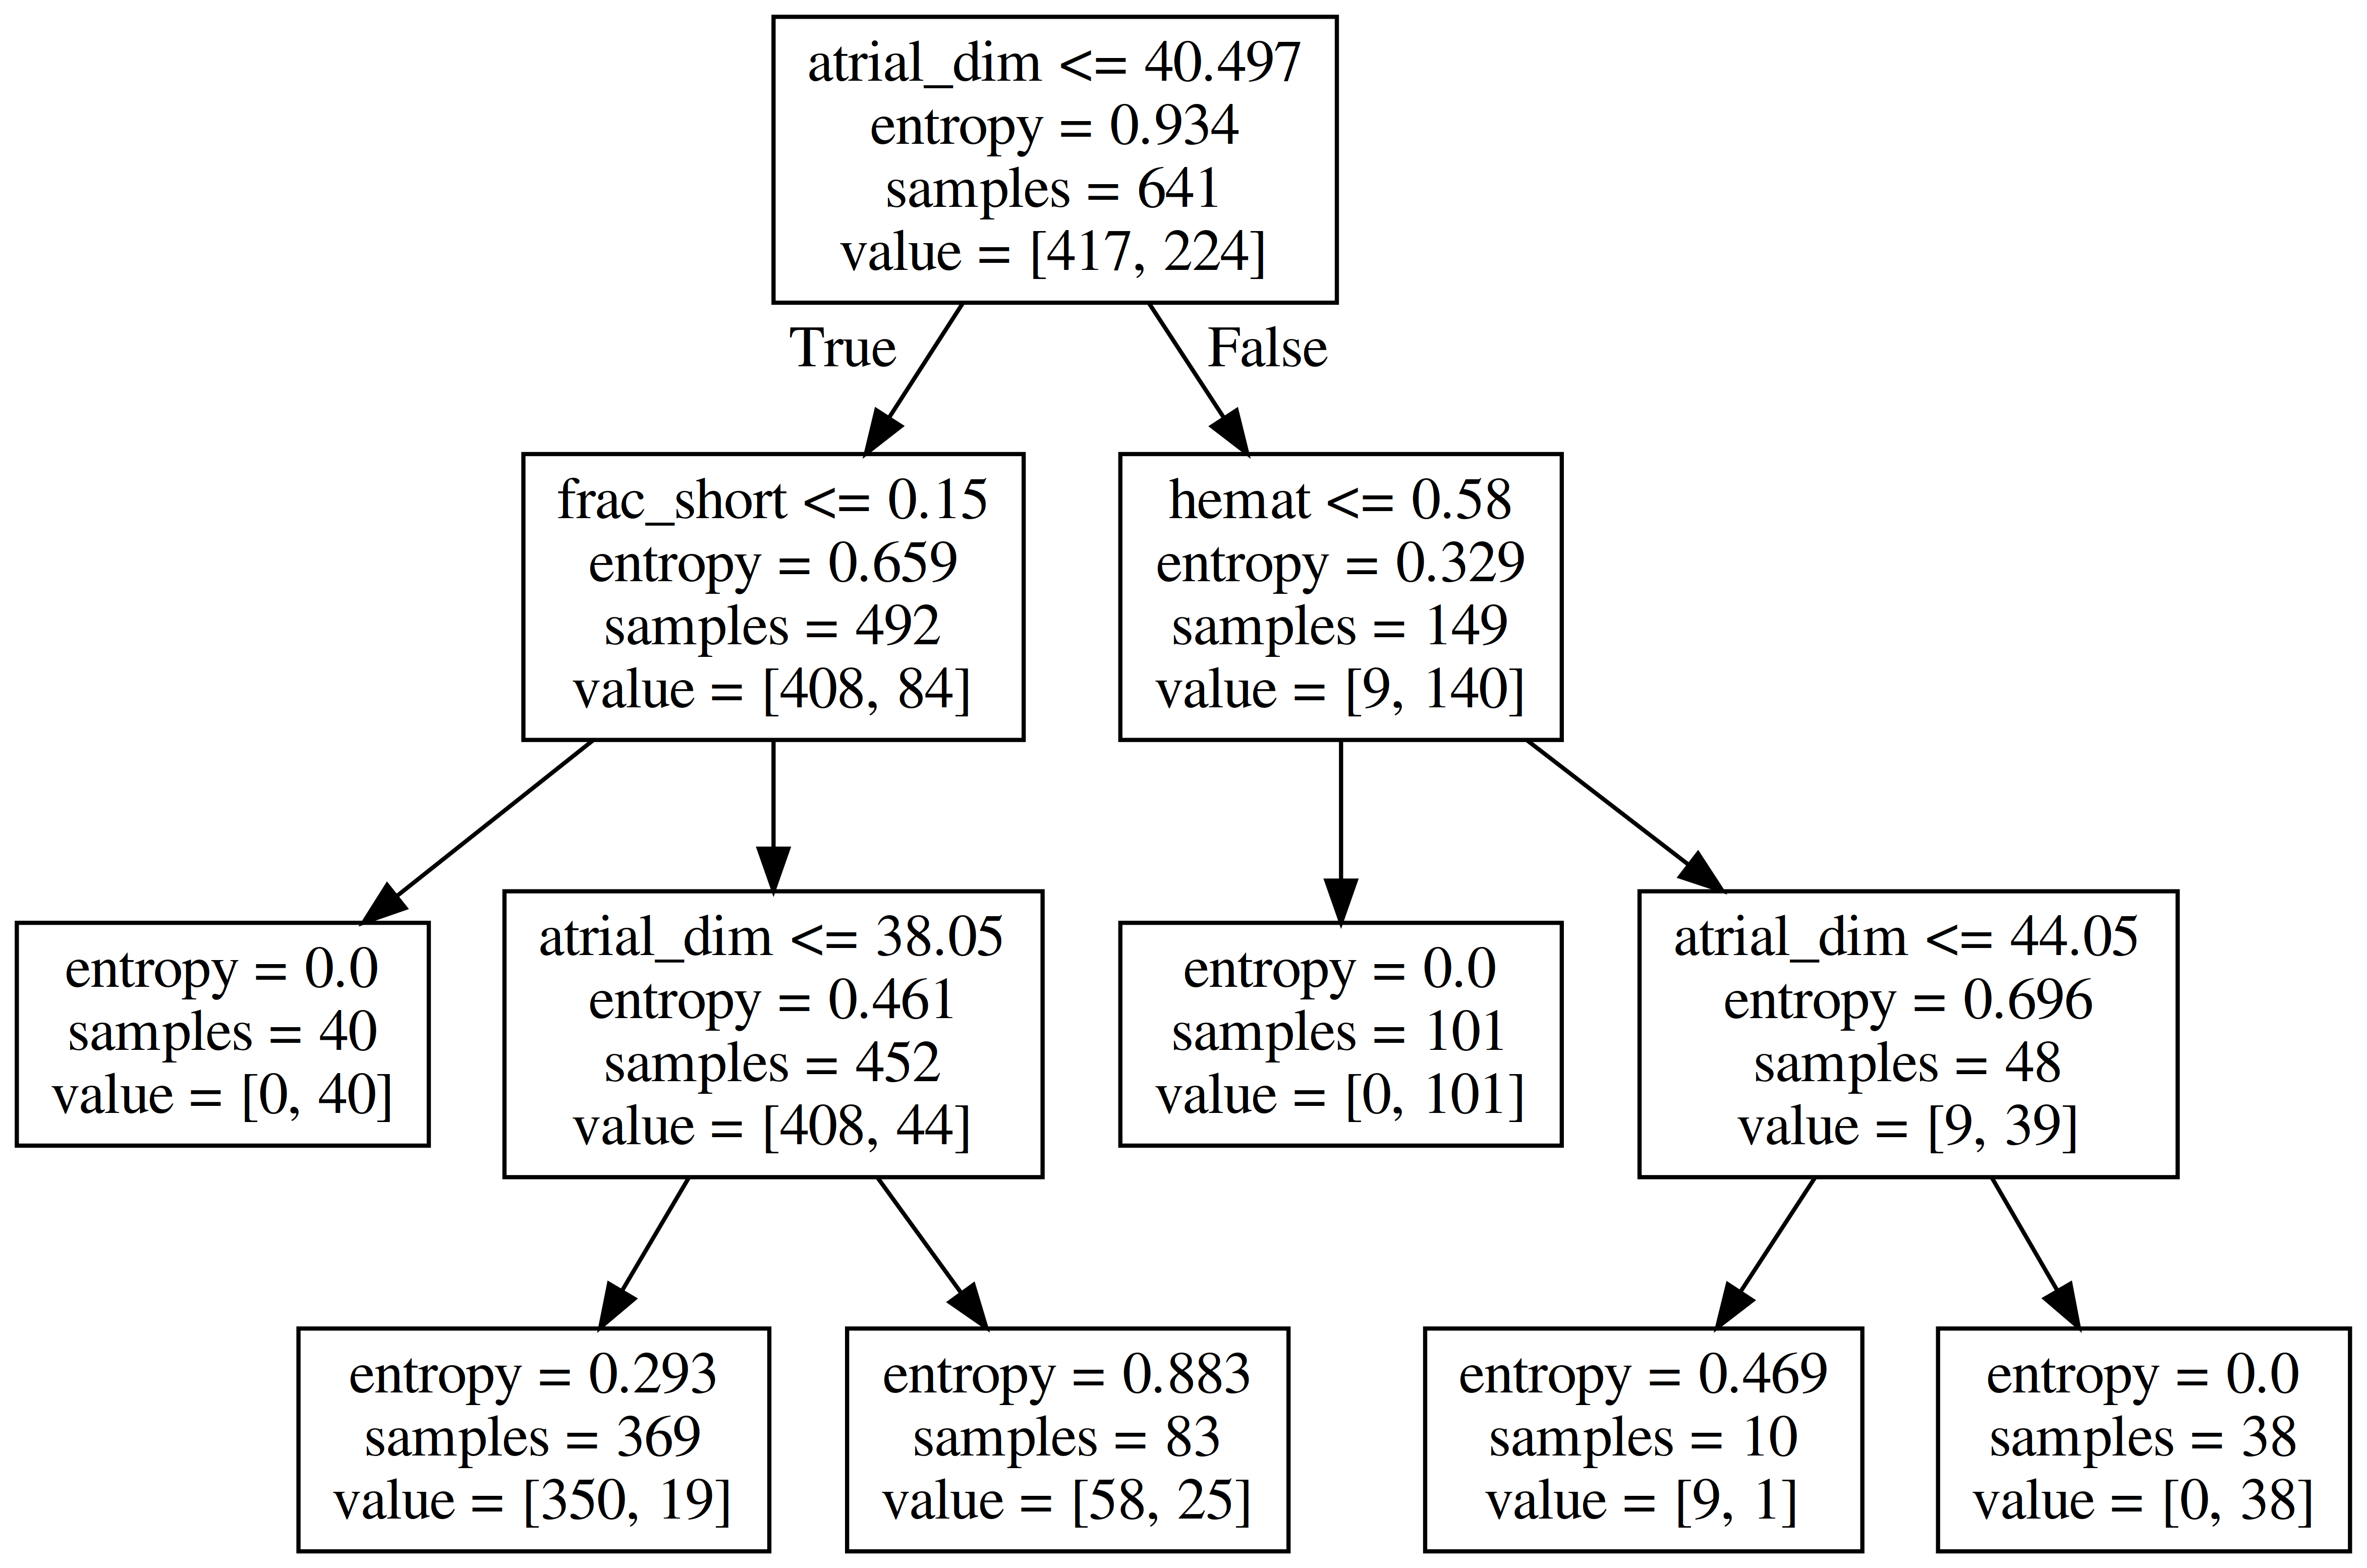 atrial_dim <= 40.497
entropy = 0.934
samples = 641
value = [417, 224]
True
False
frac_short <= 0.15
entropy = 0.659
samples = 492
value = [408, 84]
hemat <= 0.58
entropy = 0.329
samples = 149
value = [9, 140]
entropy = 0.0
samples = 40
value = [0, 40]
atrial_dim <= 38.05
entropy = 0.461
samples = 452
value = [408, 44]
entropy = 0.0
samples = 101
value = [0, 101]
atrial_dim <= 44.05
entropy = 0.696
samples = 48
value = [9, 39]
entropy = 0.293
samples = 369
value = [350, 19]
entropy = 0.883
samples = 83
value = [58, 25]
entropy = 0.469
samples = 10
value = [9, 1]
entropy = 0.0
samples = 38
value = [0, 38]